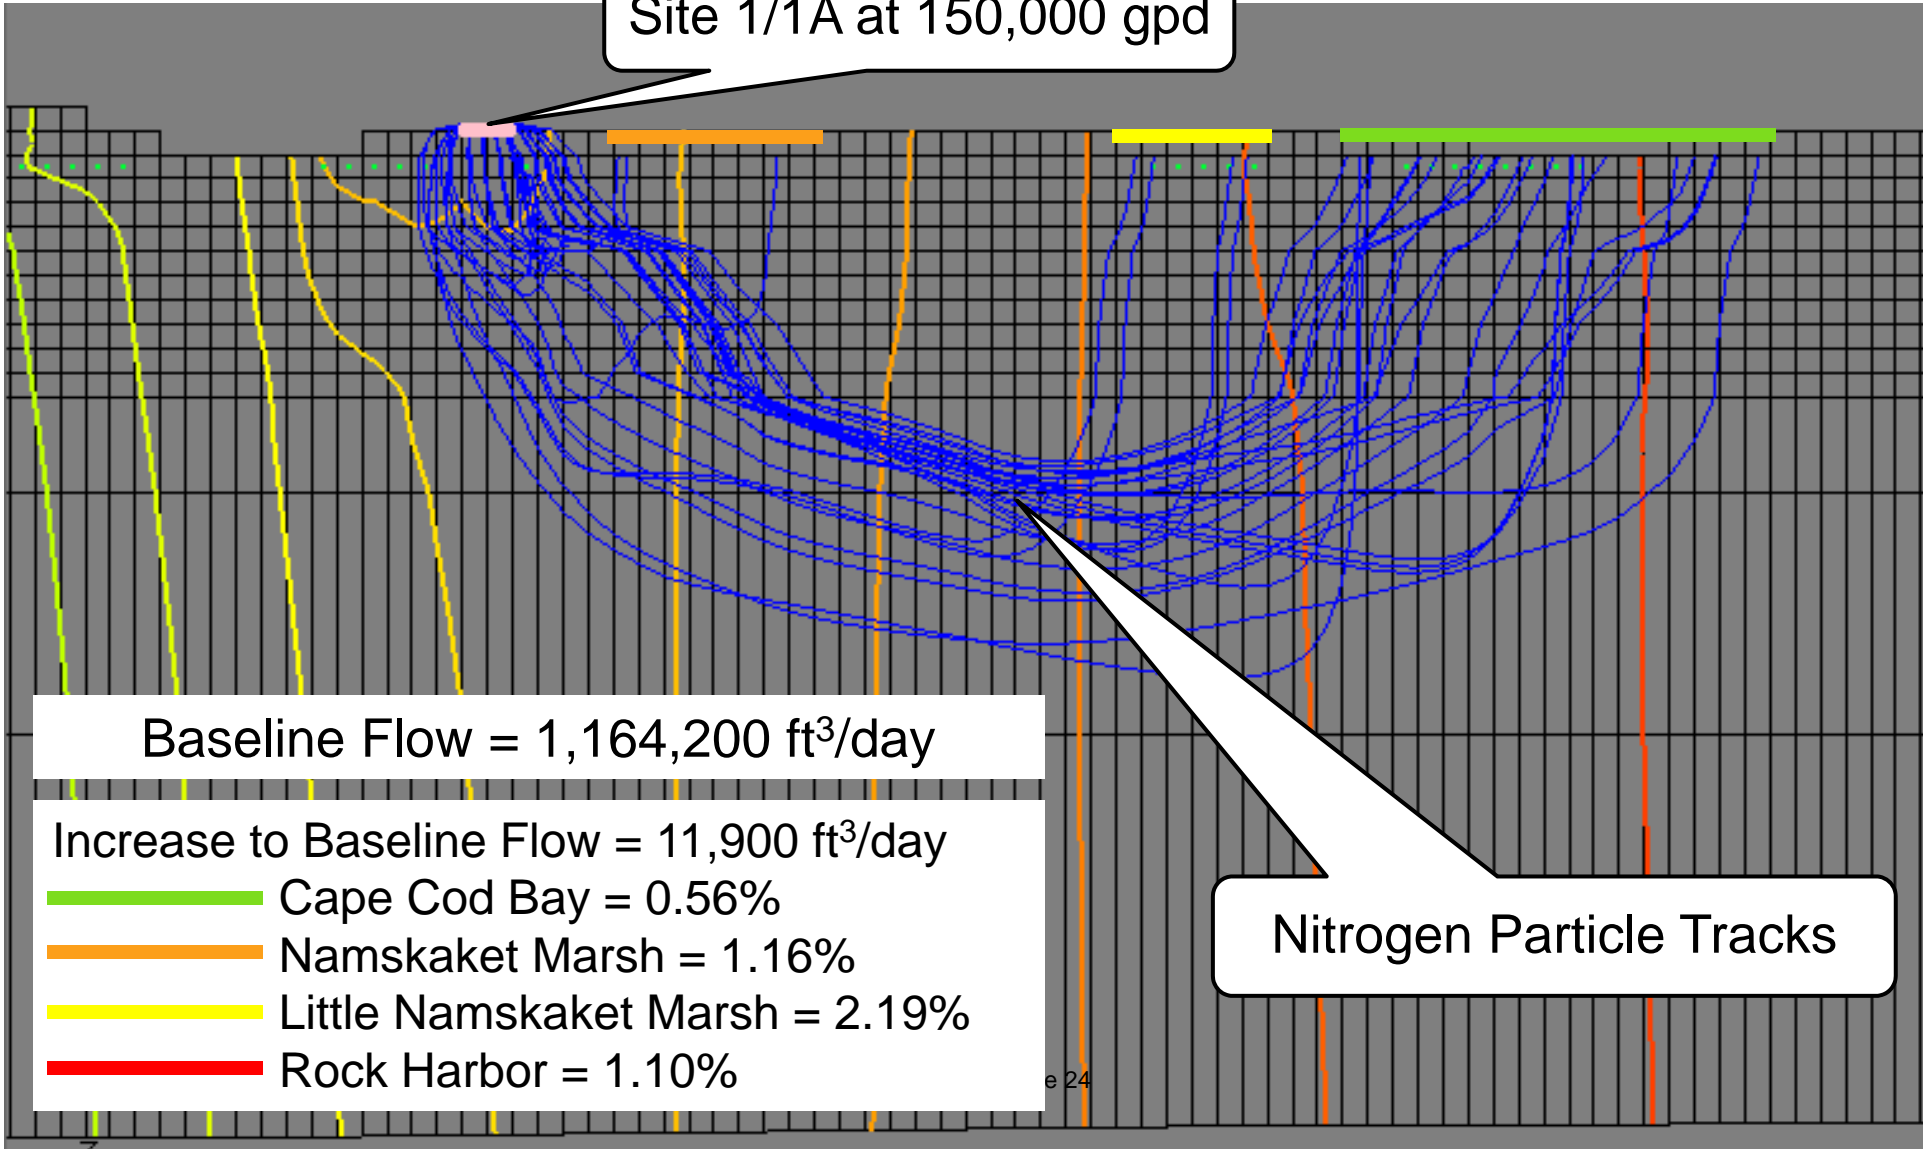 Site 1/1A at 150,000 gpd
Baseline Flow = 1,164,200 ft³/day
Increase to Baseline Flow = 11,900 ft³/day
Cape Cod Bay = 0.56%
Namskaket Marsh = 1.16%
Little Namskaket Marsh = 2.19%
Rock Harbor = 1.10%
Nitrogen Particle Tracks
e 24